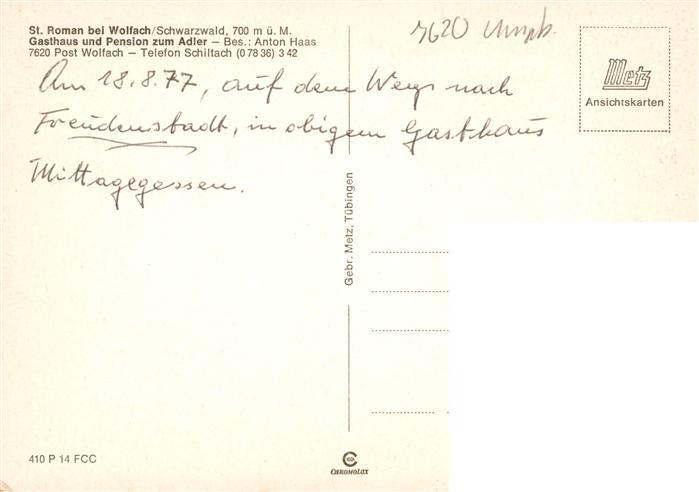 St. Roman bei Wolfach/Schwarzwald, 700 m ü. M.
Gasthaus und Pension zum Adler – Bes.: Anton Haas
7620 Post Wolfach – Telefon Schiltach (0 78 36) 3 42
7620
Am 18.8.77, auf dem Wege nach
Freudenstadt, in obigem Gasthaus
Mittaggegessen.
Metz
Ansichtskarten
Gebr. Metz, Tübingen
410 P 14 FCC
CHROMOLUX